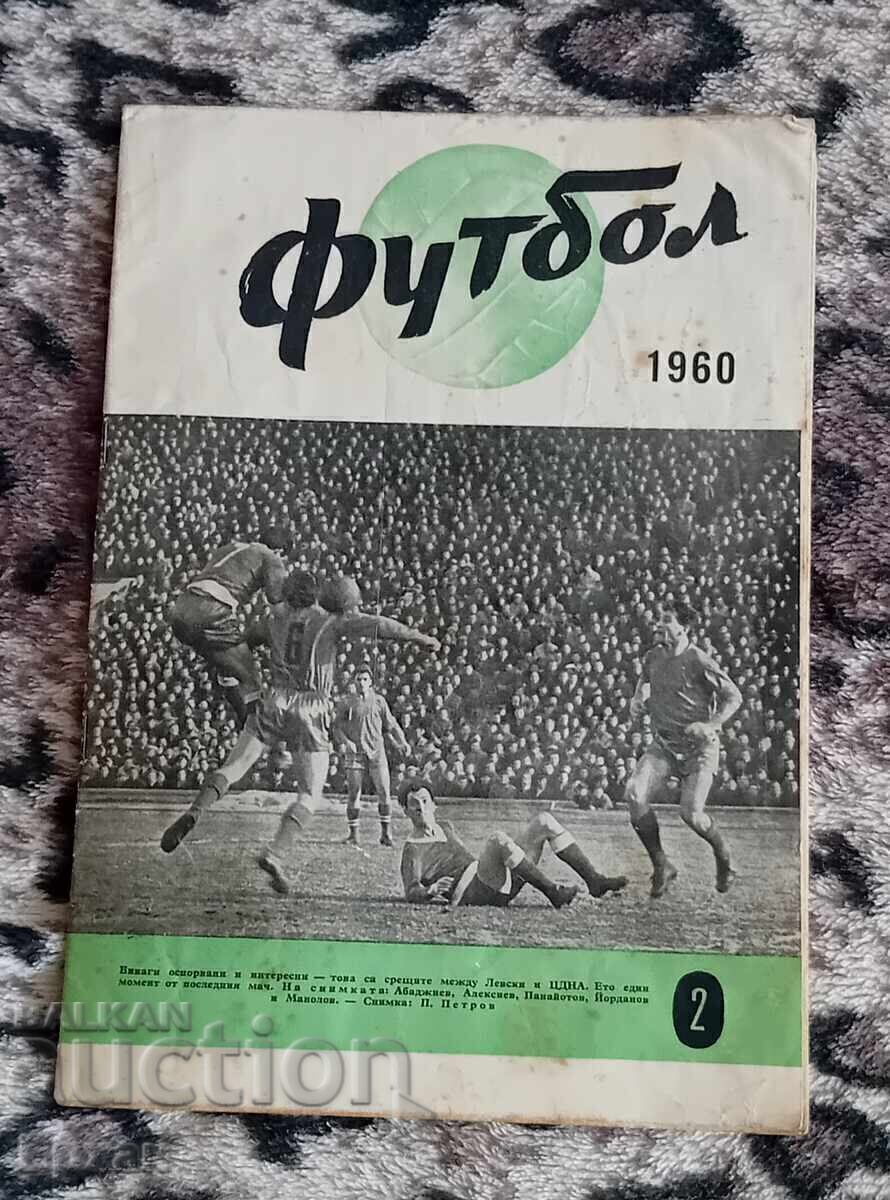 футбол
1960
6
Винаги оспорвани и интересни — това са срещите между Левски и ЦДНА. Ето един
момент от последния мач. На снимката: Абаджиев, Алексиев, Панайотов, Йорданов
и Манолов. — Снимка: П. Петров
2
BALKAN
auction